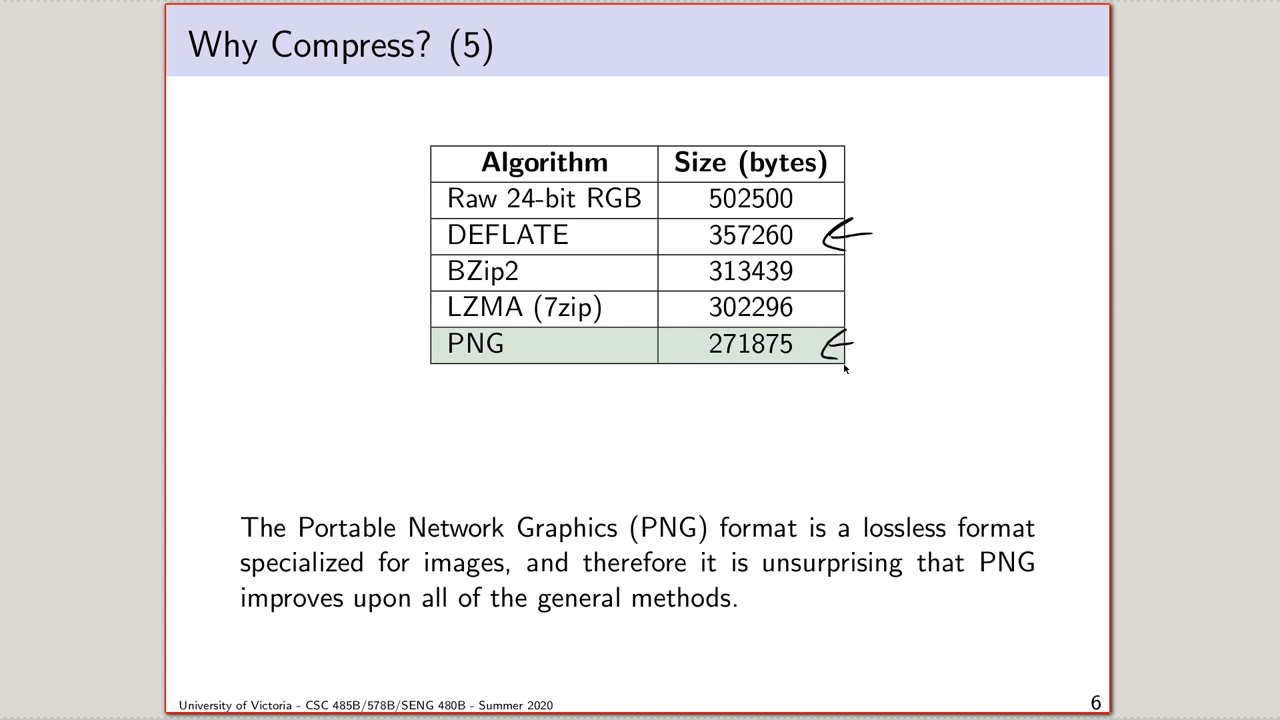 Why Compress? (5)
Algorithm Size (bytes)
Raw 24-bit RGB 502500
DEFLATE 357260
BZip2 313439
LZMA (7zip) 302296
PNG 271875
The Portable Network Graphics (PNG) format is a lossless format
specialized for images, and therefore it is unsurprising that PNG
improves upon all of the general methods.
University of Victoria - CSC 485B/578B/SENG 480B - Summer 2020 6